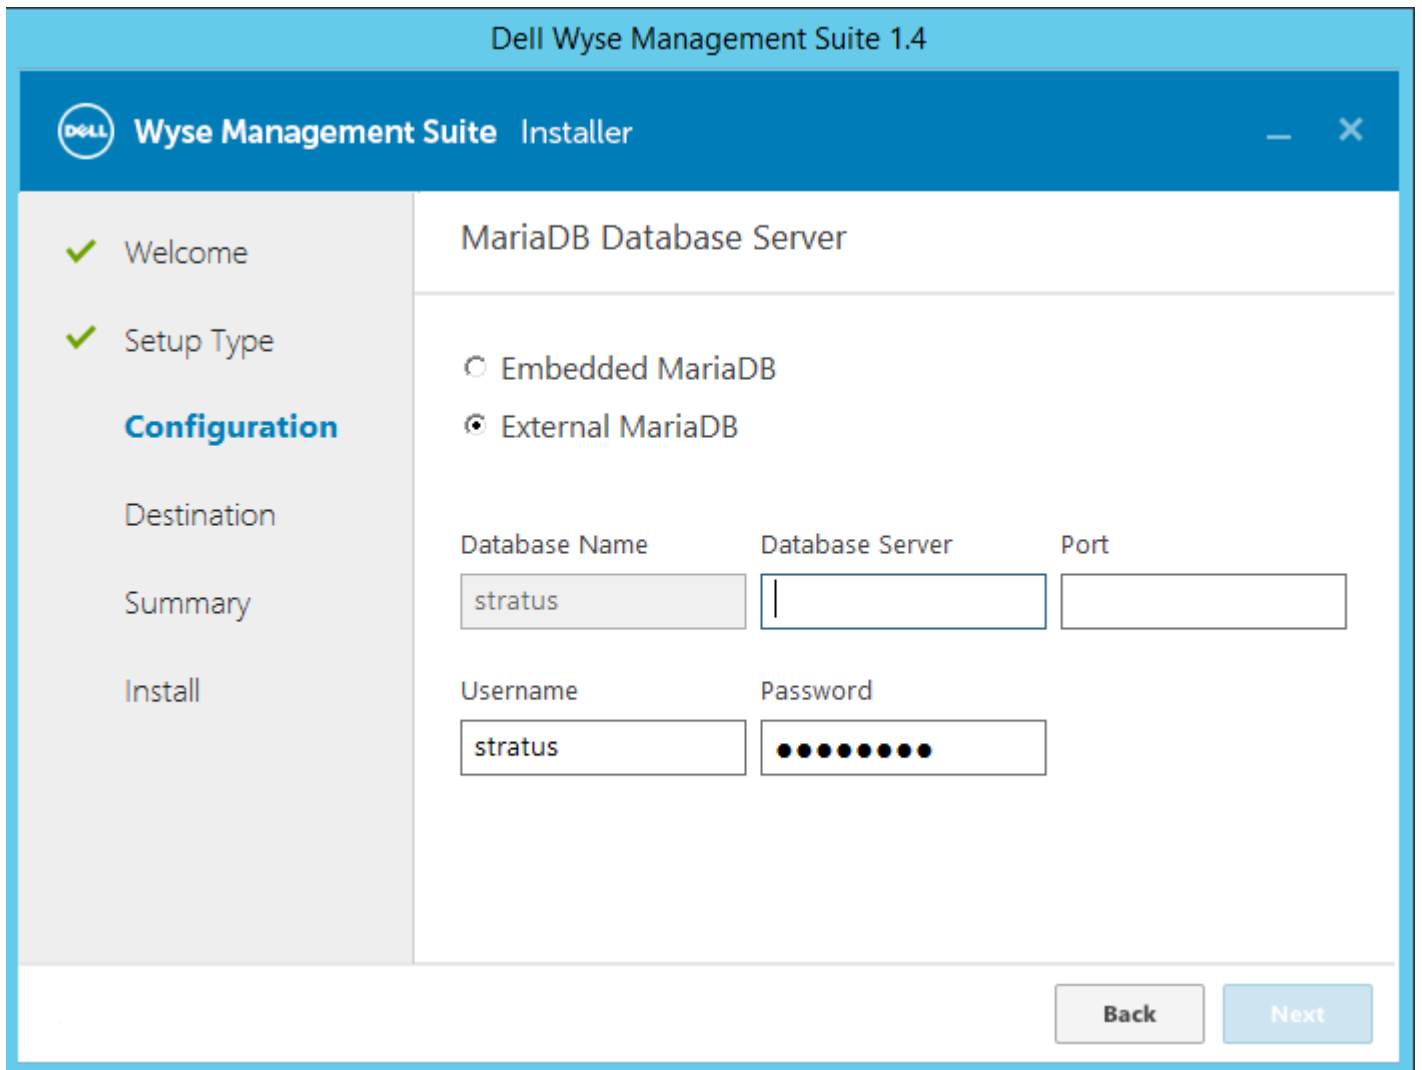 Dell Wyse Management Suite 1.4
DELL Wyse Management Suite Installer
Welcome
Setup Type
Configuration
Destination
Summary
Install
MariaDB Database Server
Embedded MariaDB
External MariaDB
Database Name Database Server Port
stratus
Username Password
stratus ●●●●●●●●
Back Next